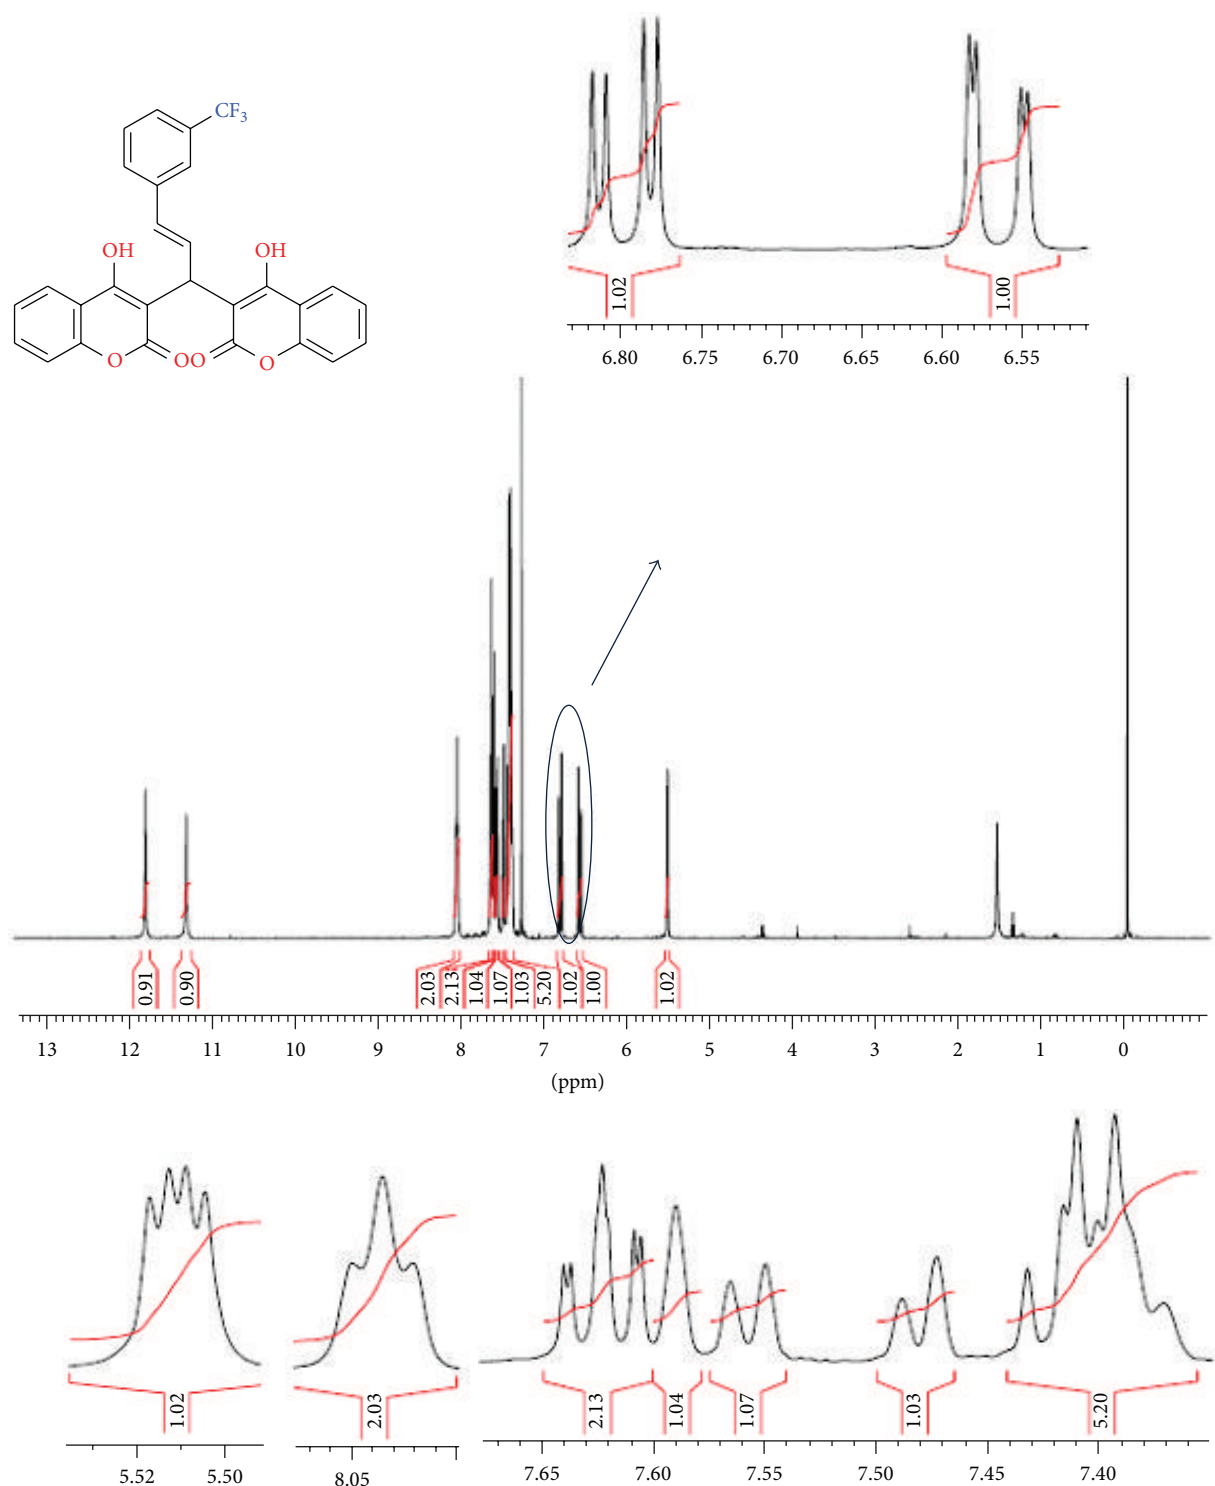 CF3
OH OH
O OO O
1.02 1.00
6.80 6.75 6.70 6.65 6.60 6.55
0.91 0.90 2.03 2.13 1.04 1.07 1.03 5.20 1.02 1.00 1.02
13 12 11 10 9 8 7 6 5 4 3 2 1 0
(ppm)
1.02 2.03 2.13 1.04 1.07 1.03 5.20
5.52 5.50 8.05 7.65 7.60 7.55 7.50 7.45 7.40